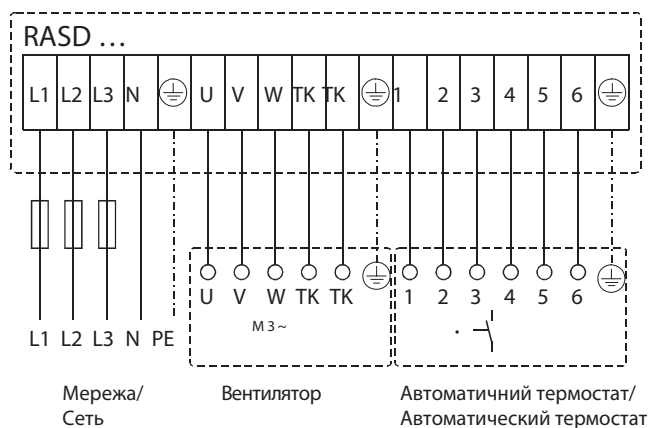 RASD ...
L1 L2 L3 N U V W TK TK 1 2 3 4 5 6
U V W TK TK 1 2 3 4 5 6
M 3 ~
L1 L2 L3 N PE
Мережа/ Вентилятор Автоматичний термостат/
Сеть Автоматический термостат